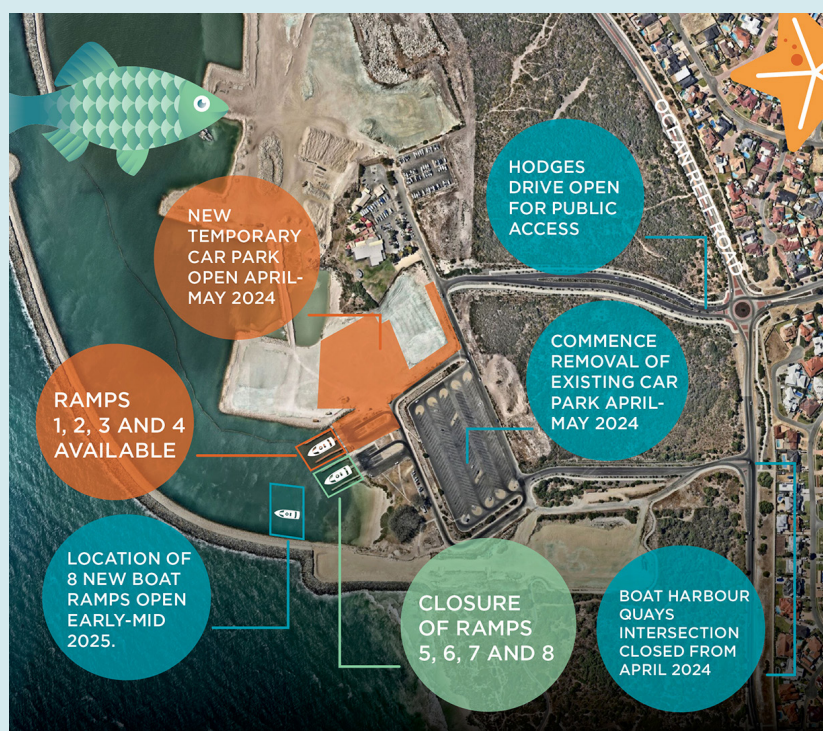 OCEAN REEF ROAD
HODGES
DRIVE OPEN
FOR PUBLIC
ACCESS
NEW
TEMPORARY
CAR PARK
OPEN APRIL-
MAY 2024
COMMENCE
REMOVAL OF
EXISTING CAR
PARK APRIL-
MAY 2024
RAMPS
1, 2, 3 AND 4
AVAILABLE
LOCATION OF
8 NEW BOAT
RAMPS OPEN
EARLY-MID
2025.
CLOSURE
OF RAMPS
5, 6, 7 AND 8
BOAT HARBOUR
QUAYS
INTERSECTION
CLOSED FROM
APRIL 2024